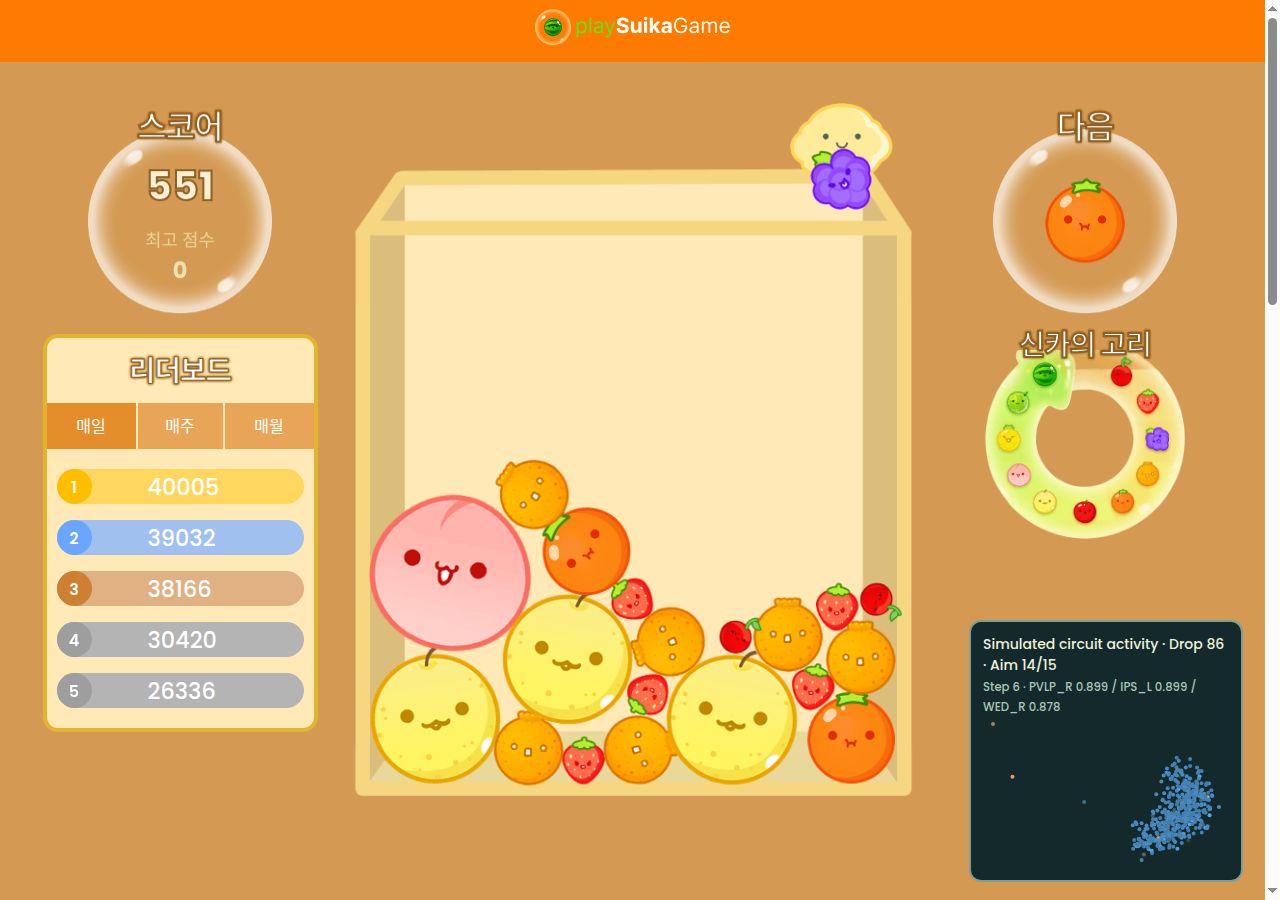 playSuikaGame
스코어
551
최고 점수
0
다음
리더보드
매일
매주
매월
1 40005
2 39032
3 38166
4 30420
5 26336
신카의 고리
Simulated circuit activity · Drop 86
· Aim 14/15
Step 6 · PVLP_R 0.899 / IPS_L 0.899 /
WED_R 0.878